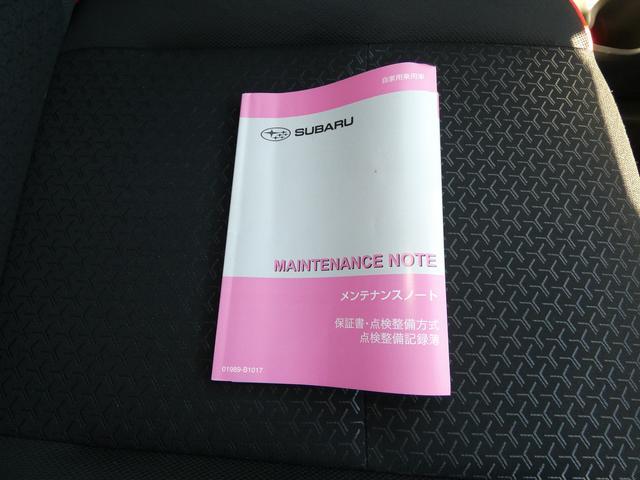 自家用乗用車
SUBARU
MAINTENANCE NOTE
メンテナンスノート
保証書・点検整備方式
点検整備記録簿
01989-B1017